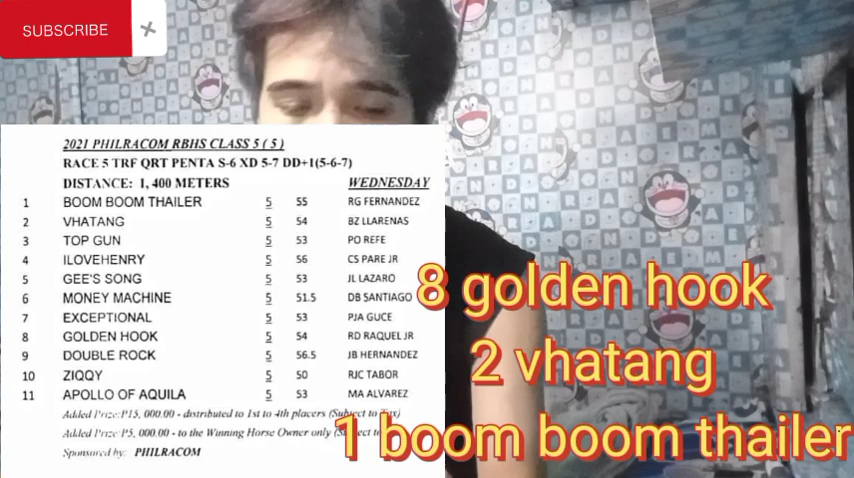 SUBSCRIBE
2021 PHILRACOM RBHS CLASS 5 ( 5 )
RACE 5 TRF QRT PENTA S-6 XD 5-7 DD+1(5-6-7)
DISTANCE: 1, 400 METERS WEDNESDAY
1 BOOM BOOM THAILER 5 55 RG FERNANDEZ
2 VHATANG 5 54 BZ LLARENAS
3 TOP GUN 5 53 PO REFE
4 ILOVEHENRY 5 56 CS PARE JR
5 GEE'S SONG 5 53 JL LAZARO
6 MONEY MACHINE 5 51.5 DB SANTIAGO
7 EXCEPTIONAL 5 53 PJA GUCE
8 GOLDEN HOOK 5 54 RD RAQUEL JR
9 DOUBLE ROCK 5 56.5 JB HERNANDEZ
10 ZIQQY 5 50 RJC TABOR
11 APOLLO OF AQUILA 5 53 MA ALVAREZ
Added Prize:P15, 000.00 - distributed to 1st to 4th placers (Subject to Tax)
Added Prize:P5, 000.00 - to the Winning Horse Owner only (Subject to
Sponsored by: PHILRACOM
8 golden hook
2 vhatang
1 boom boom thailer